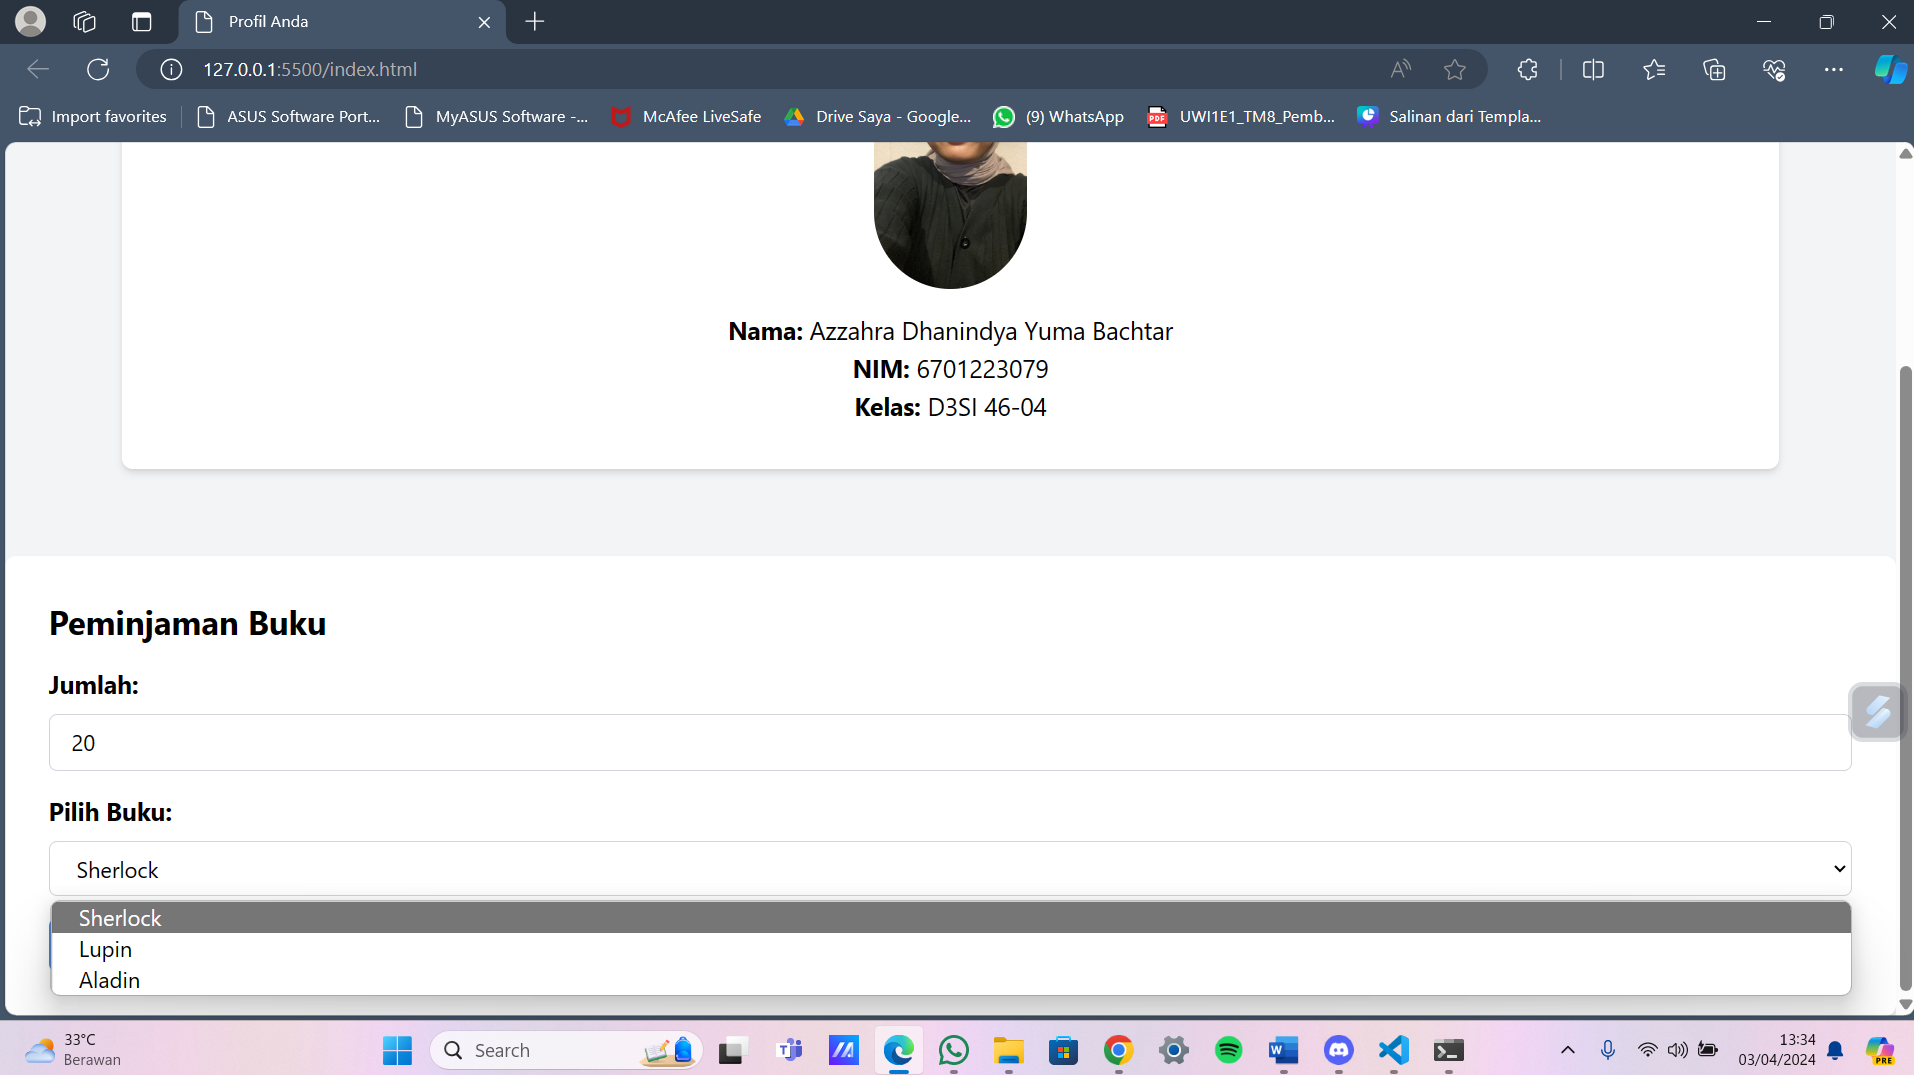 Profil Anda
127.0.0.1:5500/index.html
Import favorites
ASUS Software Port...
MyASUS Software -...
McAfee LiveSafe
Drive Saya - Google...
(9) WhatsApp
PDF
UWI1E1_TM8_Pemb...
Salinan dari Templa...
Nama: Azzahra Dhanindya Yuma Bachtar
NIM: 6701223079
Kelas: D3SI 46-04
Peminjaman Buku
Jumlah:
20
Pilih Buku:
Sherlock
Sherlock
Lupin
Aladin
33°C
Berawan
Search
13:34
03/04/2024
PRE